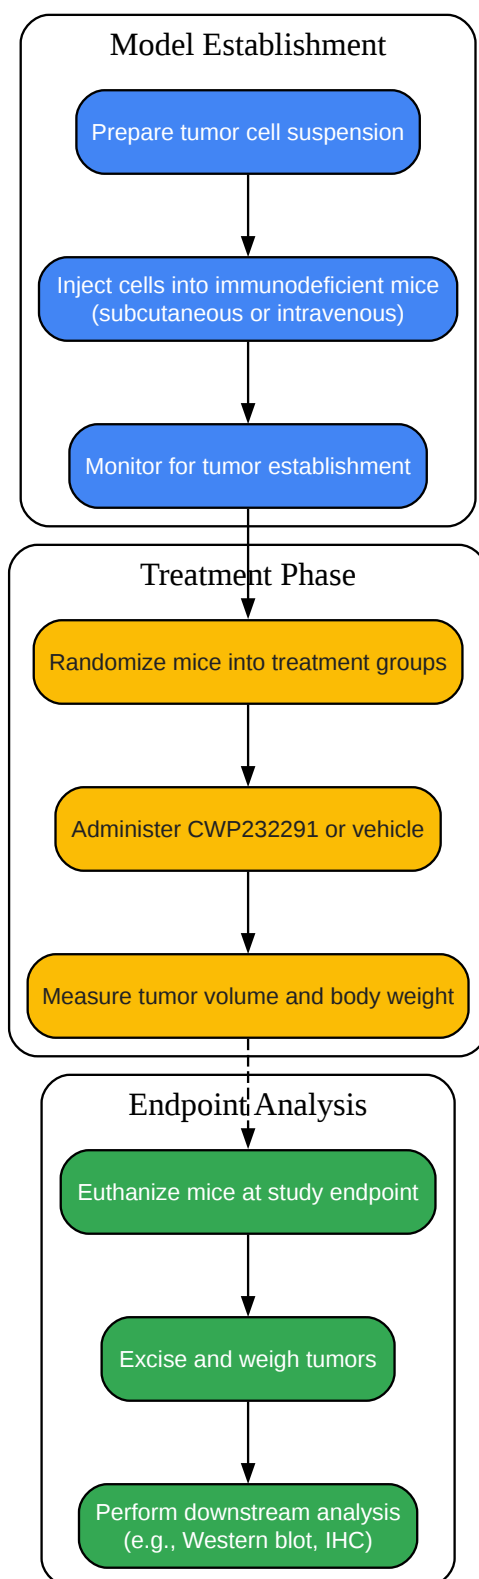 Model Establishment
Prepare tumor cell suspension
Inject cells into immunodeficient mice
(subcutaneous or intravenous)
Monitor for tumor establishment
Treatment Phase
Randomize mice into treatment groups
Administer CWP232291 or vehicle
Measure tumor volume and body weight
Endpoint Analysis
Euthanize mice at study endpoint
Excise and weigh tumors
Perform downstream analysis
(e.g., Western blot, IHC)